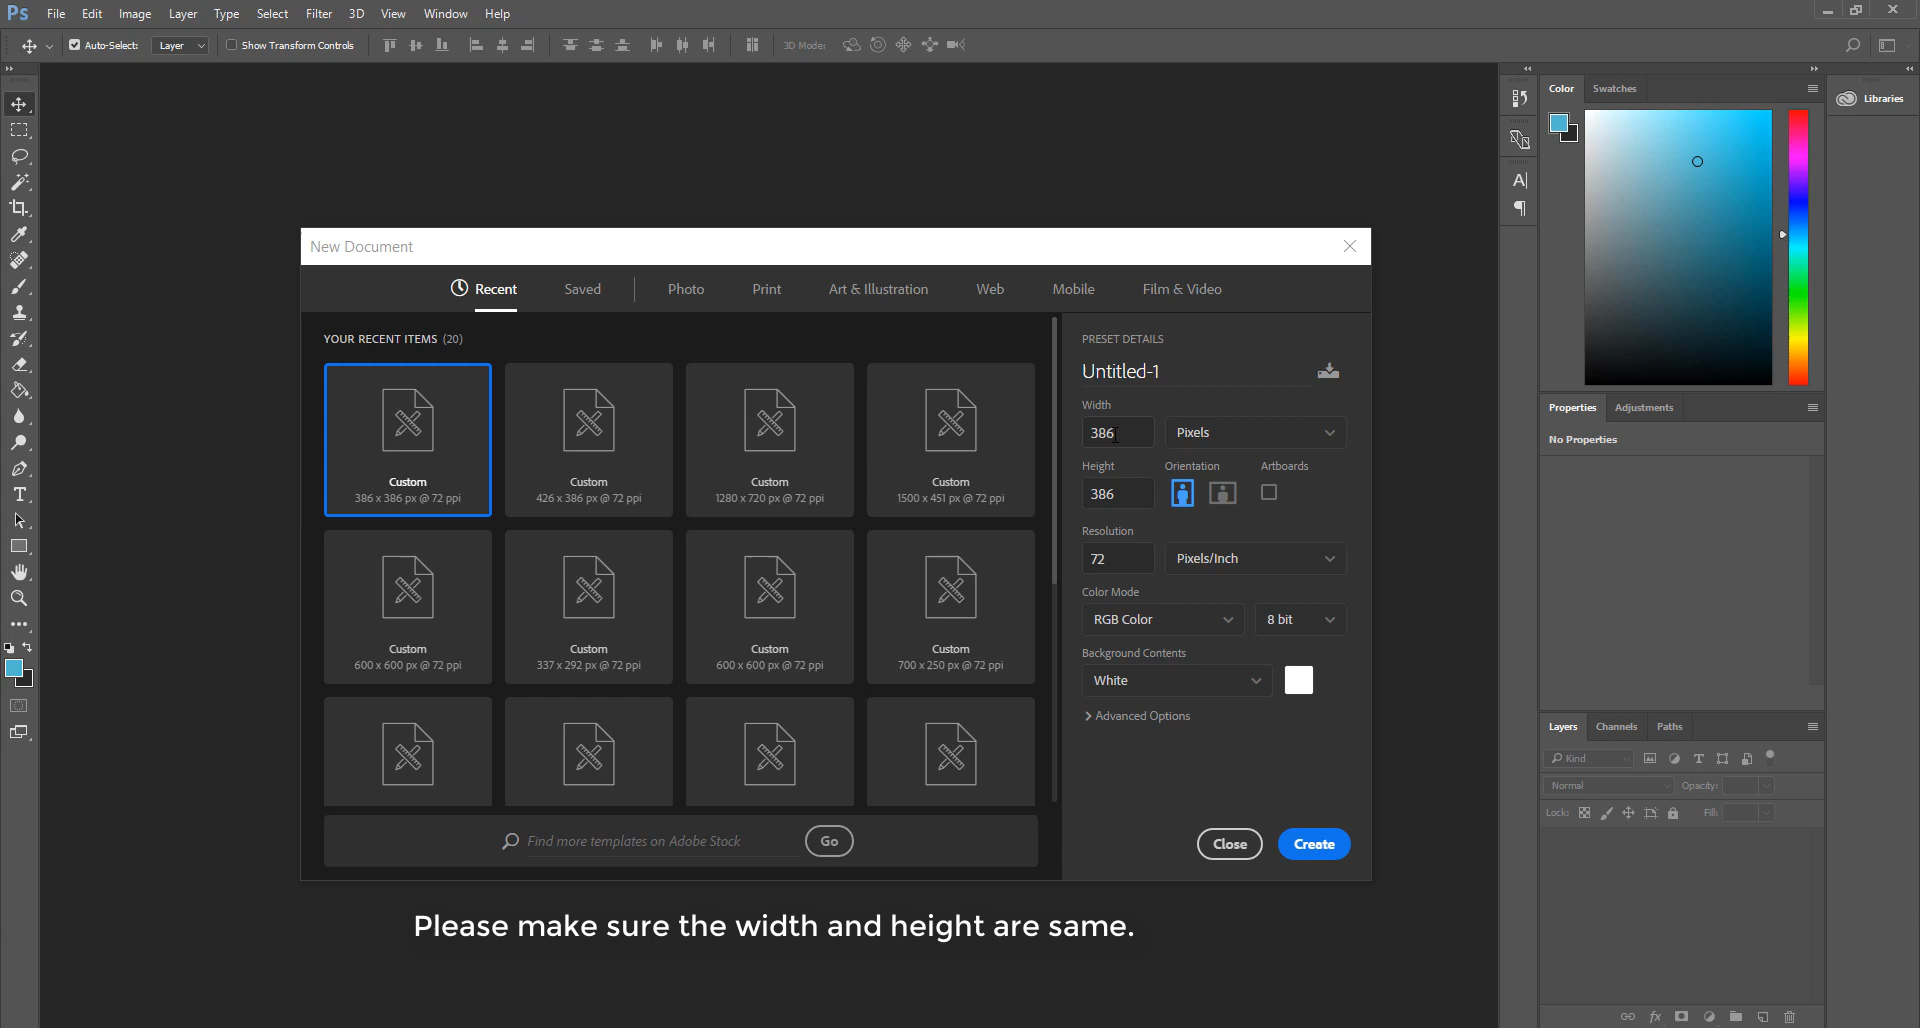 Ps File Edit Image Layer Type Select Filter 3D View Window Help
Auto-Select: Layer Show Transform Controls 3D Mode:
Color Swatches
Libraries
New Document
Recent Saved Photo Print Art & Illustration Web Mobile Film & Video
YOUR RECENT ITEMS (20)
Custom
386 x 386 px @ 72 ppi
Custom
426 x 386 px @ 72 ppi
Custom
1280 x 720 px @ 72 ppi
Custom
1500 x 451 px @ 72 ppi
Custom
600 x 600 px @ 72 ppi
Custom
337 x 292 px @ 72 ppi
Custom
600 x 600 px @ 72 ppi
Custom
700 x 250 px @ 72 ppi
Find more templates on Adobe Stock Go
PRESET DETAILS
Untitled-1
Width
386 Pixels
Height Orientation Artboards
386
Resolution
72 Pixels/Inch
Color Mode
RGB Color 8 bit
Background Contents
White
Advanced Options
Close Create
Properties Adjustments
No Properties
Layers Channels Paths
Kind
Normal Opacity:
Lock: Fill:
Please make sure the width and height are same.